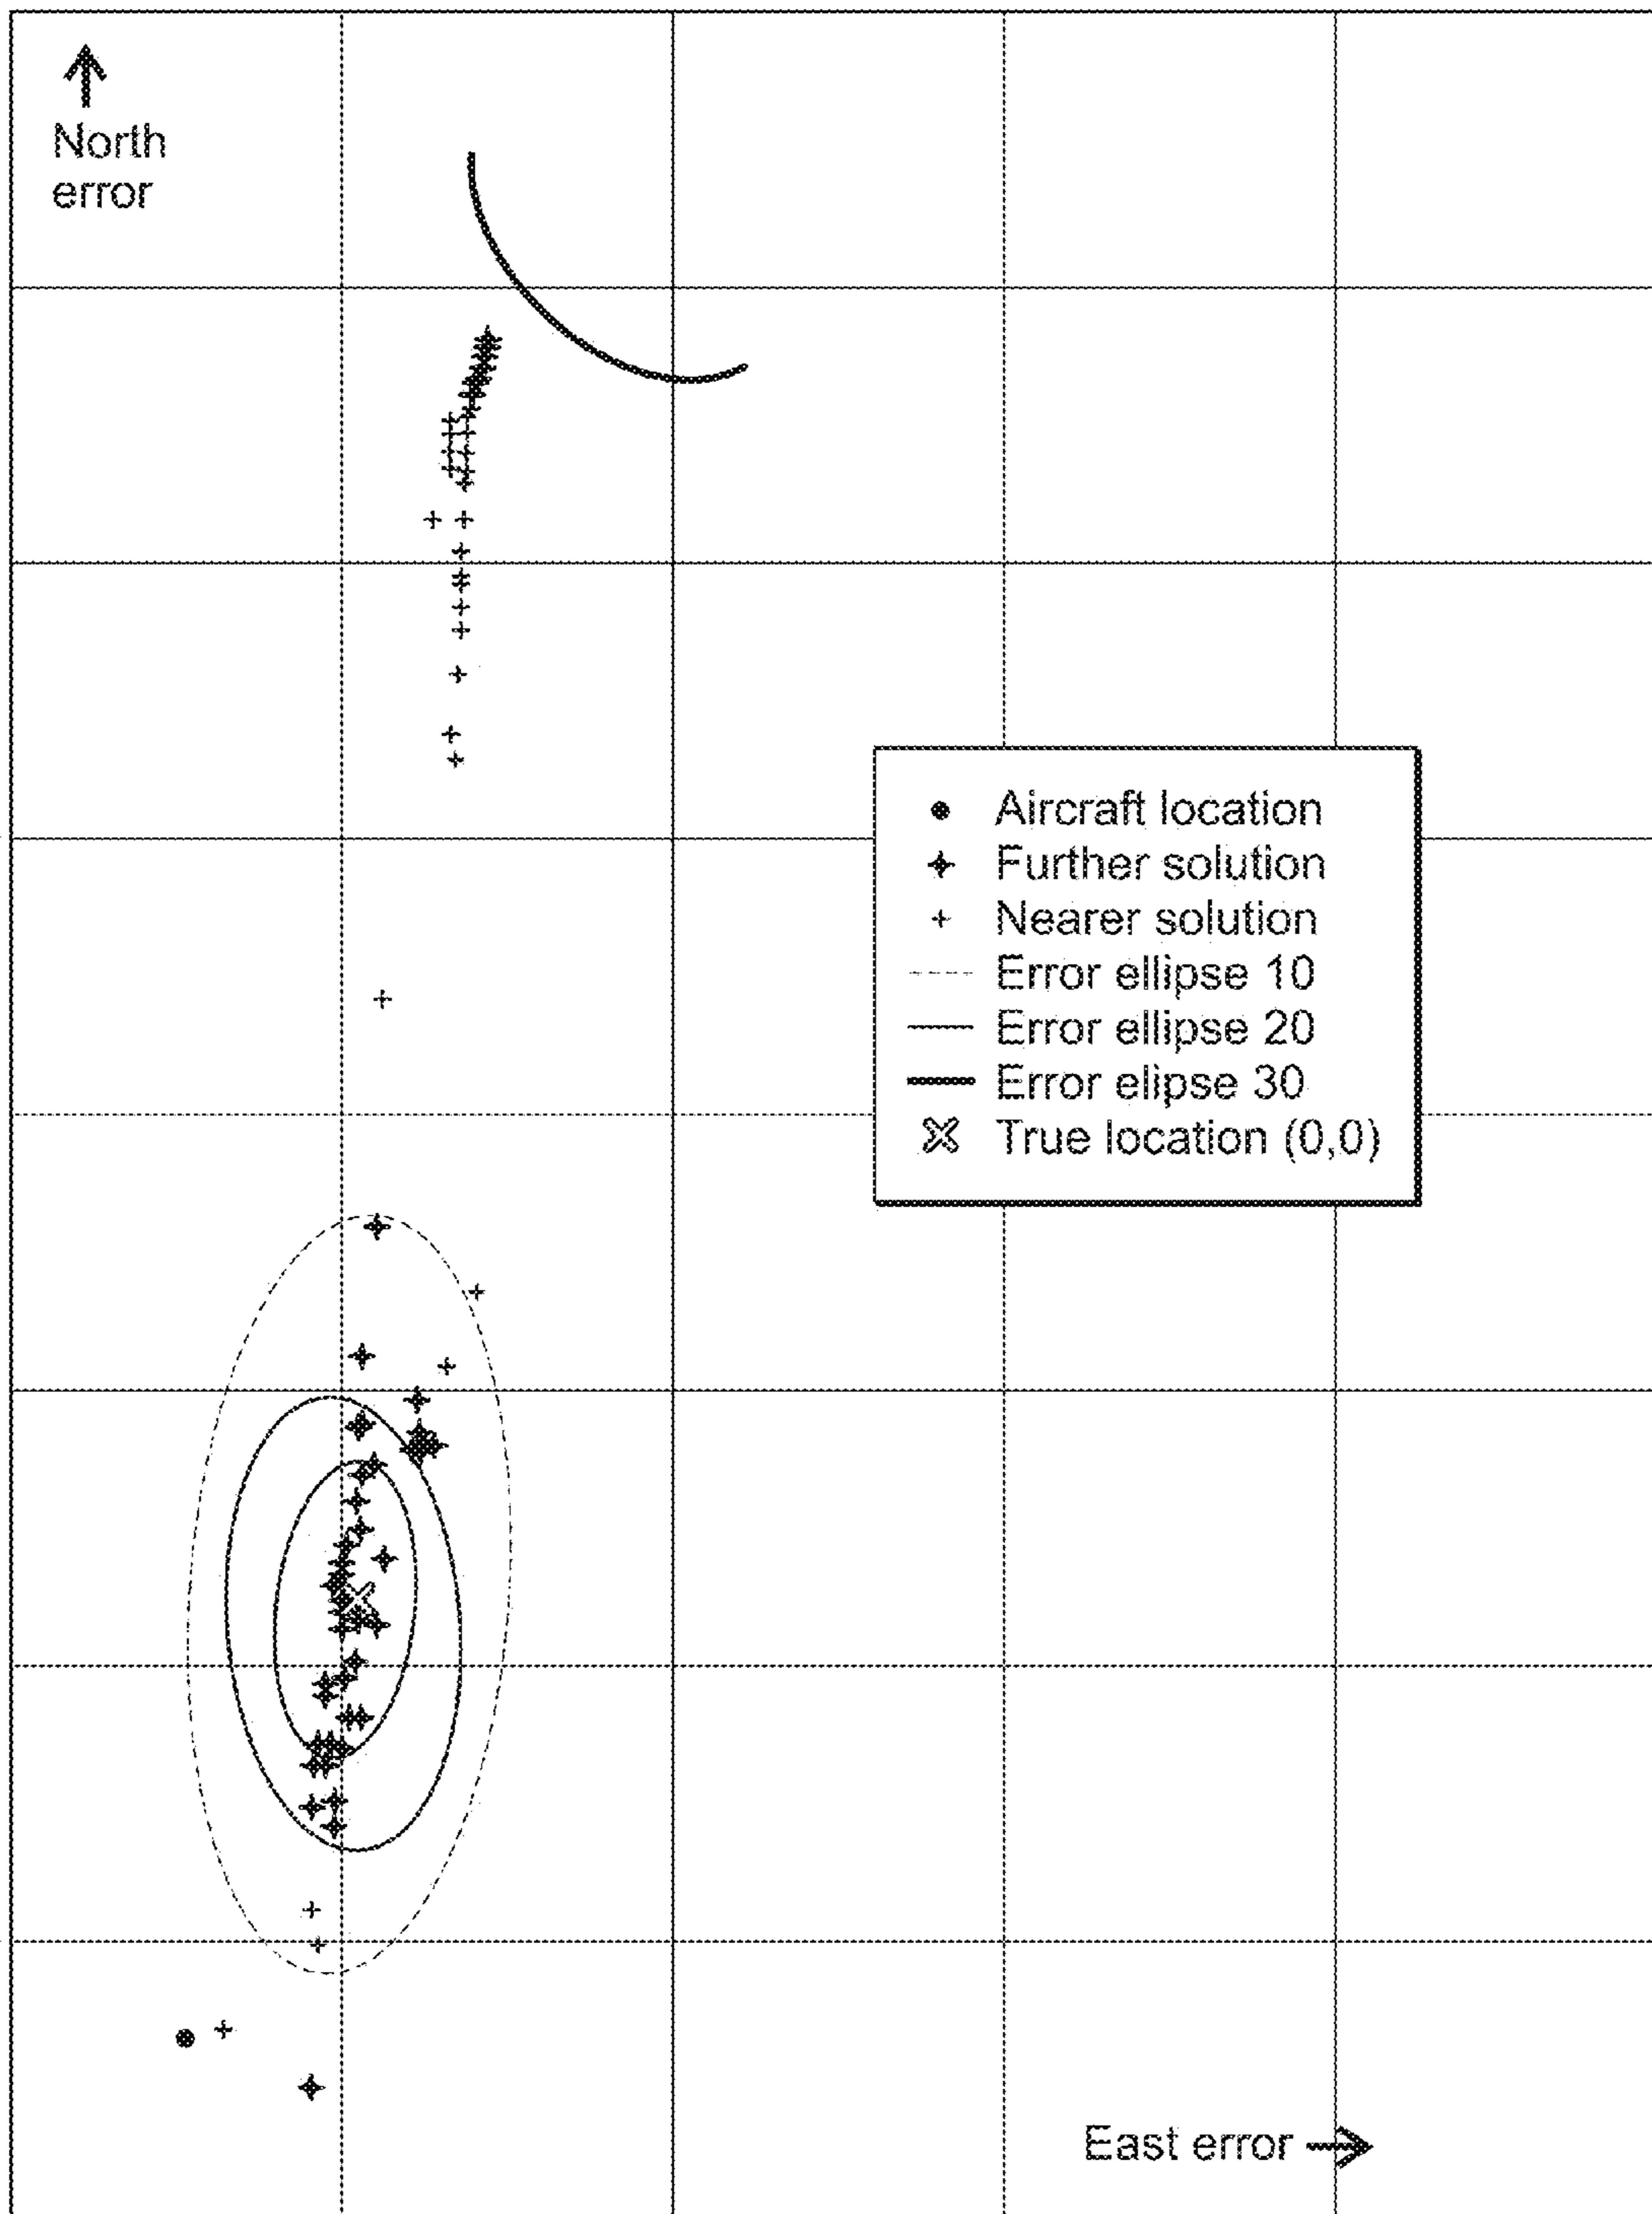 North
error
Aircraft location
Further solution
Nearer solution
Error ellipse 10
Error ellipse 20
Error elipse 30
True location (0,0)
East error